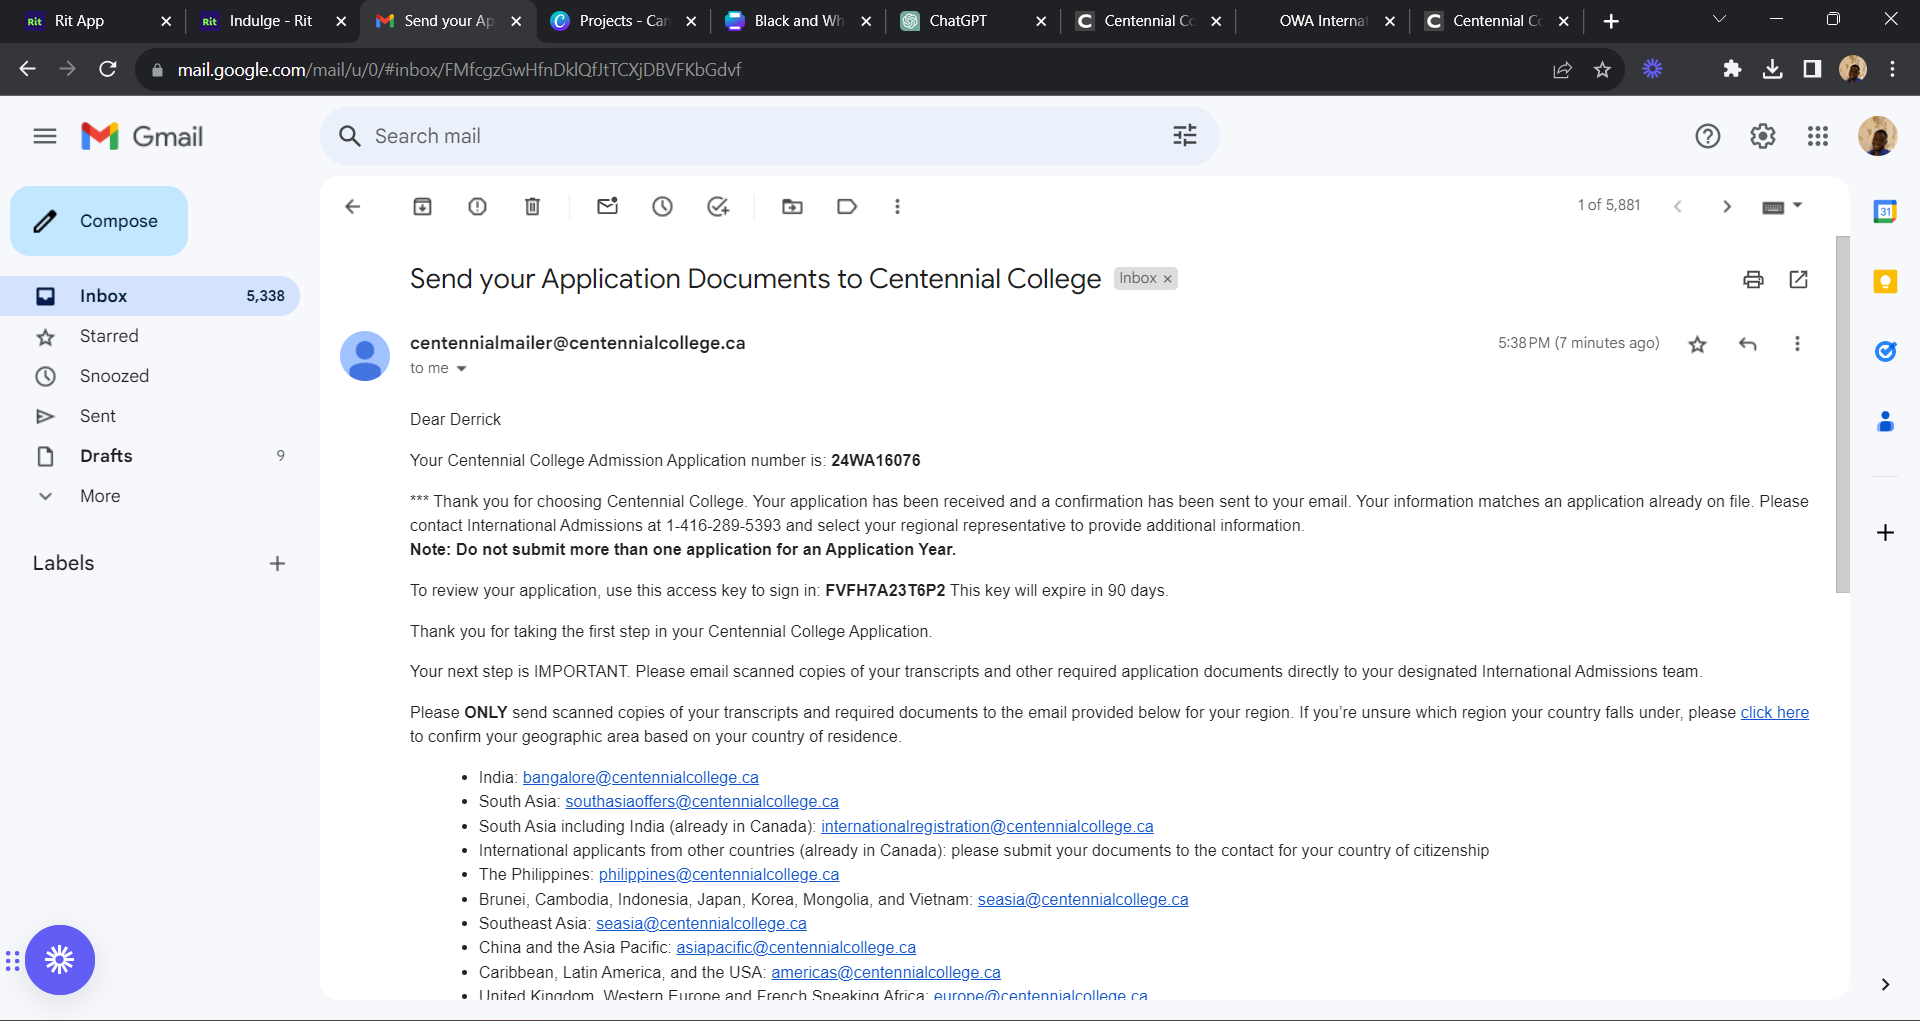 Rit Rit App
Rit Indulge - Rit
Send your Ap
Projects - Can
Black and Wh
ChatGPT
Centennial Co
OWA Internat
Centennial Co
mail.google.com/mail/u/0/#inbox/FMfcgzGwHfnDklQfJtTCXjDBVFKbGdvf
Gmail
Search mail
Compose
1 of 5,881
Inbox 5,338
Starred
Snoozed
Sent
Drafts 9
More
Labels
31
Send your Application Documents to Centennial College Inbox ×
centennialmailer@centennialcollege.ca
5:38 PM (7 minutes ago)
to me
Dear Derrick
Your Centennial College Admission Application number is: 24WA16076
*** Thank you for choosing Centennial College. Your application has been received and a confirmation has been sent to your email. Your information matches an application already on file. Please
contact International Admissions at 1-416-289-5393 and select your regional representative to provide additional information.
Note: Do not submit more than one application for an Application Year.
To review your application, use this access key to sign in: FVFH7A23T6P2 This key will expire in 90 days.
Thank you for taking the first step in your Centennial College Application.
Your next step is IMPORTANT. Please email scanned copies of your transcripts and other required application documents directly to your designated International Admissions team.
Please ONLY send scanned copies of your transcripts and required documents to the email provided below for your region. If you’re unsure which region your country falls under, please click here
to confirm your geographic area based on your country of residence.
• India: bangalore@centennialcollege.ca
• South Asia: southasiaoffers@centennialcollege.ca
• South Asia including India (already in Canada): internationalregistration@centennialcollege.ca
• International applicants from other countries (already in Canada): please submit your documents to the contact for your country of citizenship
• The Philippines: philippines@centennialcollege.ca
• Brunei, Cambodia, Indonesia, Japan, Korea, Mongolia, and Vietnam: seasia@centennialcollege.ca
• Southeast Asia: seasia@centennialcollege.ca
• China and the Asia Pacific: asiapacific@centennialcollege.ca
• Caribbean, Latin America, and the USA: americas@centennialcollege.ca
• United Kingdom, Western Europe and French Speaking Africa: europe@centennialcollege.ca